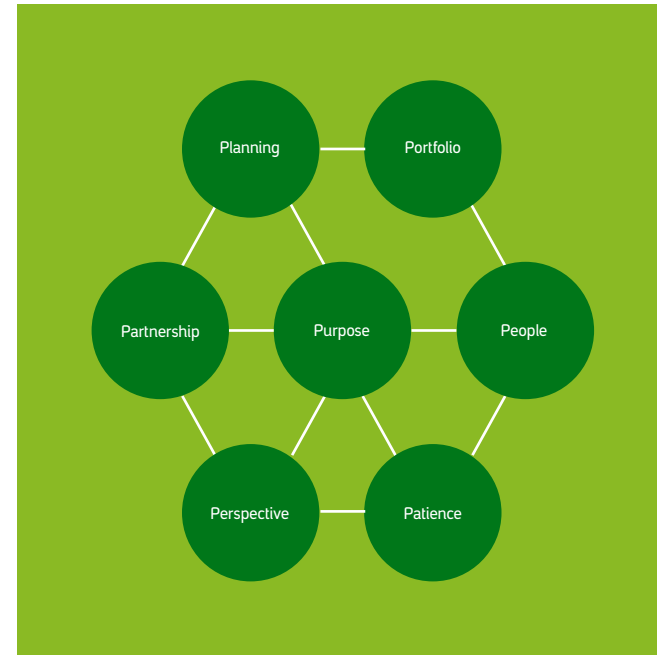 Planning
Portfolio
Partnership
Purpose
People
Perspective
Patience